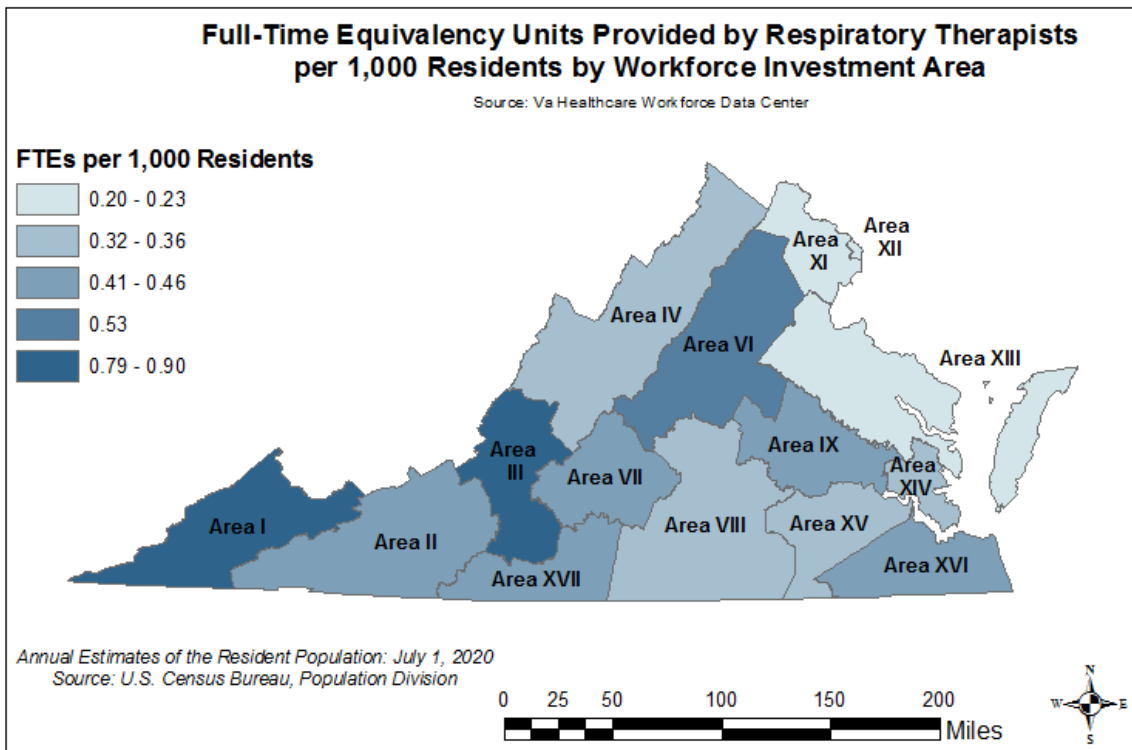 Full-Time Equivalency Units Provided by Respiratory Therapists
per 1,000 Residents by Workforce Investment Area
Source: Va Healthcare Workforce Data Center
FTEs per 1,000 Residents
0.20 - 0.23
0.32 - 0.36
0.41 - 0.46
0.53
0.79 - 0.90
Area
XII
Area
XI
Area IV
Area VI
Area XIII
Area
III
Area IX
Area VII
Area
XIV
Area I
Area II
Area VIII
Area XV
Area XVII
Area XVI
Annual Estimates of the Resident Population: July 1, 2020
Source: U.S. Census Bureau, Population Division
0 25 50 100 150 200
Miles
N
W E
S